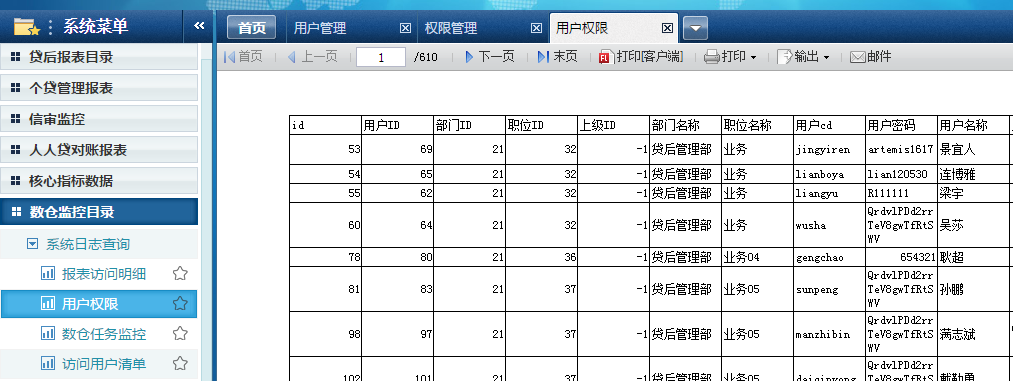 系统菜单 «
首页 用户管理 权限管理 用户权限
首页 上一页 1 /610 下一页 末页 打印[客户端] 打印 输出 邮件
贷后报表目录
个贷管理报表
信审监控
人人贷对账报表
核心指标数据
数仓监控目录
系统日志查询
报表访问明细
用户权限
数仓任务监控
访问用户清单
id 用户ID 部门ID 职位ID 上级ID 部门名称 职位名称 用户cd 用户密码 用户名称
53 69 21 32 -1 贷后管理部 业务 jingyiren artemis1617 景宜人
54 65 21 32 -1 贷后管理部 业务 lianboya lian120530 连博雅
55 62 21 32 -1 贷后管理部 业务 liangyu R111111 梁宇
60 64 21 32 -1 贷后管理部 业务 wusha QrdvlPDd2rr
TeV8gwTfRtS
WV 吴莎
78 80 21 36 -1 贷后管理部 业务04 gengchao 654321 耿超
81 83 21 37 -1 贷后管理部 业务05 sunpeng QrdvlPDd2rr
TeV8gwTfRtS
WV 孙鹏
98 97 21 37 -1 贷后管理部 业务05 manzhibin QrdvlPDd2rr
TeV8gwTfRtS
WV 满志斌
102 101 21 37 -1 贷后管理部 业务05 daiqinyong QrdvlPDd2rr
TeV8gwTfRtS 戴勤勇